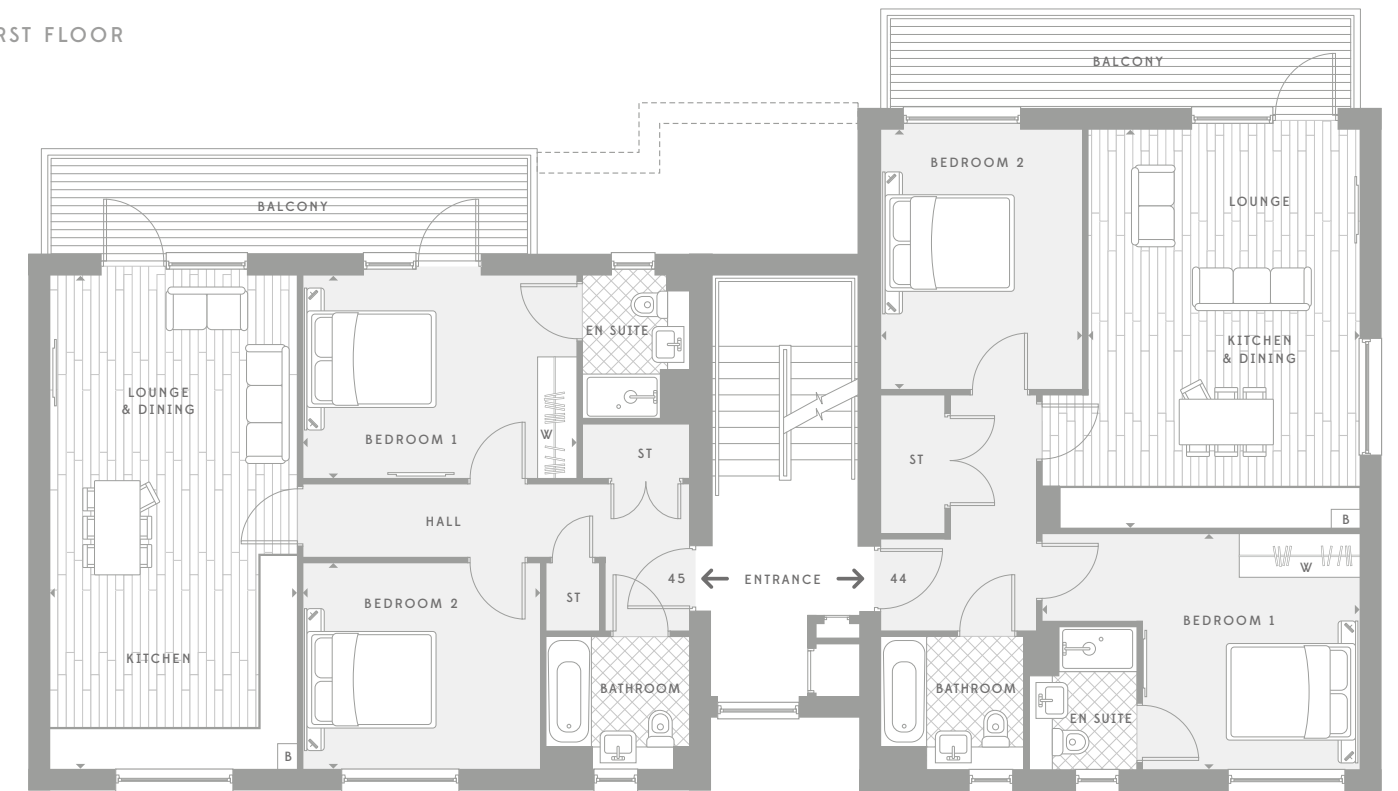 RST FLOOR
BALCONY
BEDROOM 2
LOUNGE
KITCHEN
& DINING
ST
B
44
W
BEDROOM 1
BATHROOM
EN SUITE
BALCONY
LOUNGE
& DINING
BEDROOM 1
EN SUITE
W
ST
HALL
45
ENTRANCE
BEDROOM 2
ST
KITCHEN
BATHROOM
B